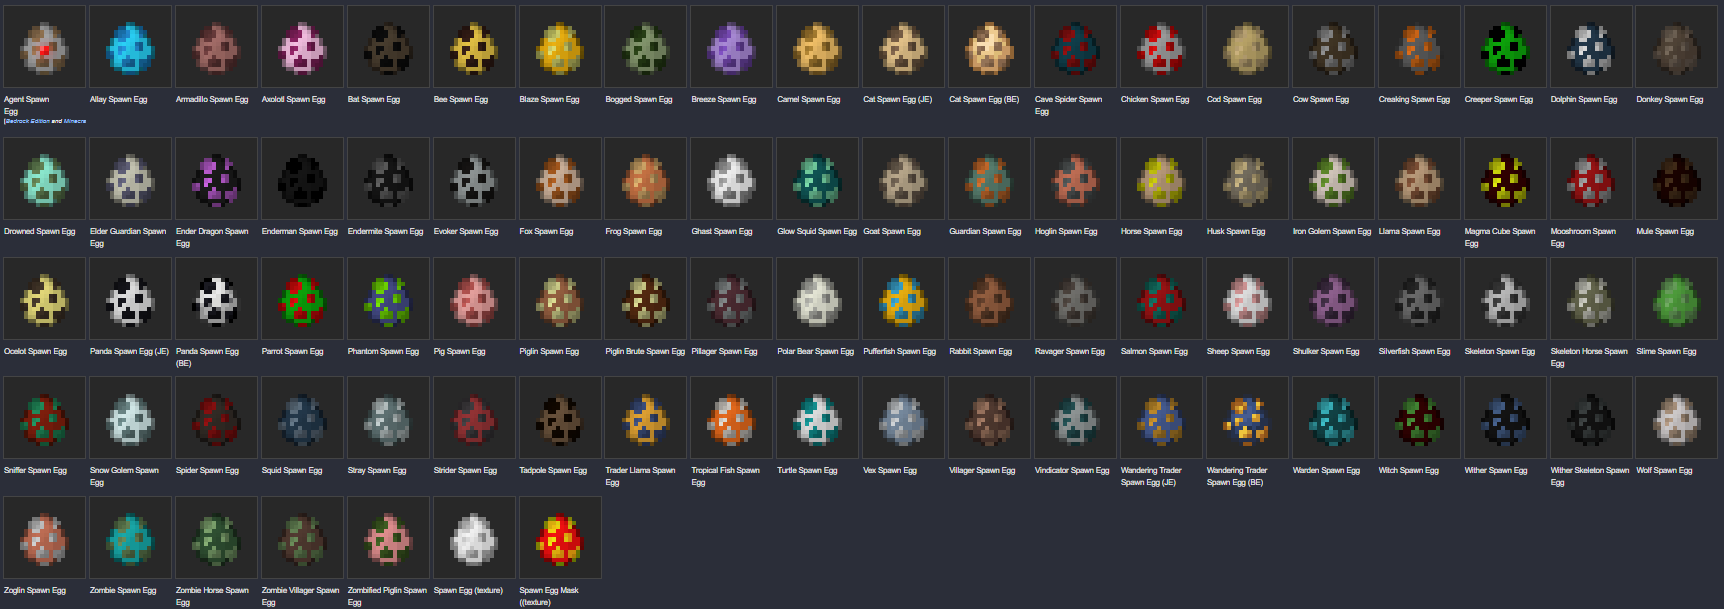 Agent Spawn
Egg
[Bedrock Edition and Minecra
Allay Spawn Egg
Armadillo Spawn Egg
Axolotl Spawn Egg
Bat Spawn Egg
Bee Spawn Egg
Blaze Spawn Egg
Bogged Spawn Egg
Breeze Spawn Egg
Camel Spawn Egg
Cat Spawn Egg (JE)
Cat Spawn Egg (BE)
Cave Spider Spawn
Egg
Chicken Spawn Egg
Cod Spawn Egg
Cow Spawn Egg
Creaking Spawn Egg
Creeper Spawn Egg
Dolphin Spawn Egg
Donkey Spawn Egg
Drowned Spawn Egg
Elder Guardian Spawn
Egg
Ender Dragon Spawn
Egg
Enderman Spawn Egg
Endermite Spawn Egg
Evoker Spawn Egg
Fox Spawn Egg
Frog Spawn Egg
Ghast Spawn Egg
Glow Squid Spawn Egg
Goat Spawn Egg
Guardian Spawn Egg
Hoglin Spawn Egg
Horse Spawn Egg
Husk Spawn Egg
Iron Golem Spawn Egg
Llama Spawn Egg
Magma Cube Spawn
Egg
Mooshroom Spawn
Egg
Mule Spawn Egg
Ocelot Spawn Egg
Panda Spawn Egg (JE)
Panda Spawn Egg
(BE)
Parrot Spawn Egg
Phantom Spawn Egg
Pig Spawn Egg
Piglin Spawn Egg
Piglin Brute Spawn Egg
Pillager Spawn Egg
Polar Bear Spawn Egg
Pufferfish Spawn Egg
Rabbit Spawn Egg
Ravager Spawn Egg
Salmon Spawn Egg
Sheep Spawn Egg
Shulker Spawn Egg
Silverfish Spawn Egg
Skeleton Spawn Egg
Skeleton Horse Spawn
Egg
Slime Spawn Egg
Sniffer Spawn Egg
Snow Golem Spawn
Egg
Spider Spawn Egg
Squid Spawn Egg
Stray Spawn Egg
Strider Spawn Egg
Tadpole Spawn Egg
Trader Llama Spawn
Egg
Tropical Fish Spawn
Egg
Turtle Spawn Egg
Vex Spawn Egg
Villager Spawn Egg
Vindicator Spawn Egg
Wandering Trader
Spawn Egg (JE)
Wandering Trader
Spawn Egg (BE)
Warden Spawn Egg
Witch Spawn Egg
Wither Spawn Egg
Wither Skeleton Spawn
Egg
Wolf Spawn Egg
Zoglin Spawn Egg
Zombie Spawn Egg
Zombie Horse Spawn
Egg
Zombie Villager Spawn
Egg
Zombified Piglin Spawn
Egg
Spawn Egg (texture)
Spawn Egg Mask
((texture)